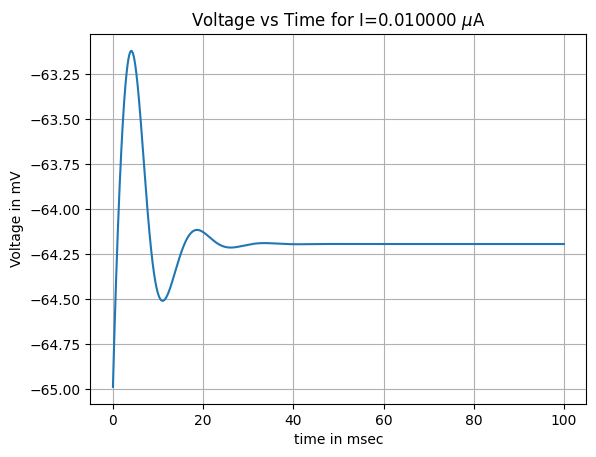 Voltage vs Time for I=0.010000 μA
−63.25
−63.50
−63.75
−64.00
−64.25
−64.50
−64.75
−65.00
Voltage in mV
0 20 40 60 80 100
time in msec